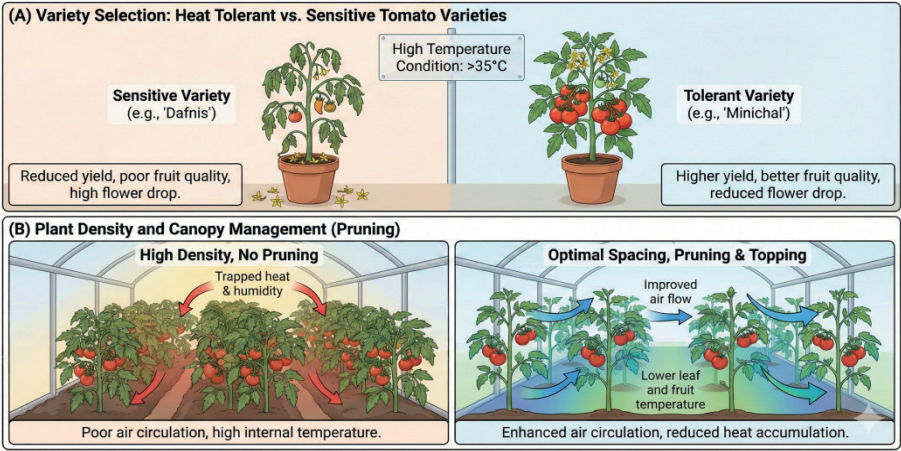 (A) Variety Selection: Heat Tolerant vs. Sensitive Tomato Varieties
High Temperature
Condition: >35°C
Sensitive Variety
(e.g., 'Dafnis')
Tolerant Variety
(e.g., 'Minichal')
Reduced yield, poor fruit quality,
high flower drop.
Higher yield, better fruit quality,
reduced flower drop.
(B) Plant Density and Canopy Management (Pruning)
High Density, No Pruning
Trapped heat
& humidity
Poor air circulation, high internal temperature.
Optimal Spacing, Pruning & Topping
Improved
air flow
Lower leaf
and fruit
temperature
Enhanced air circulation, reduced heat accumulation.